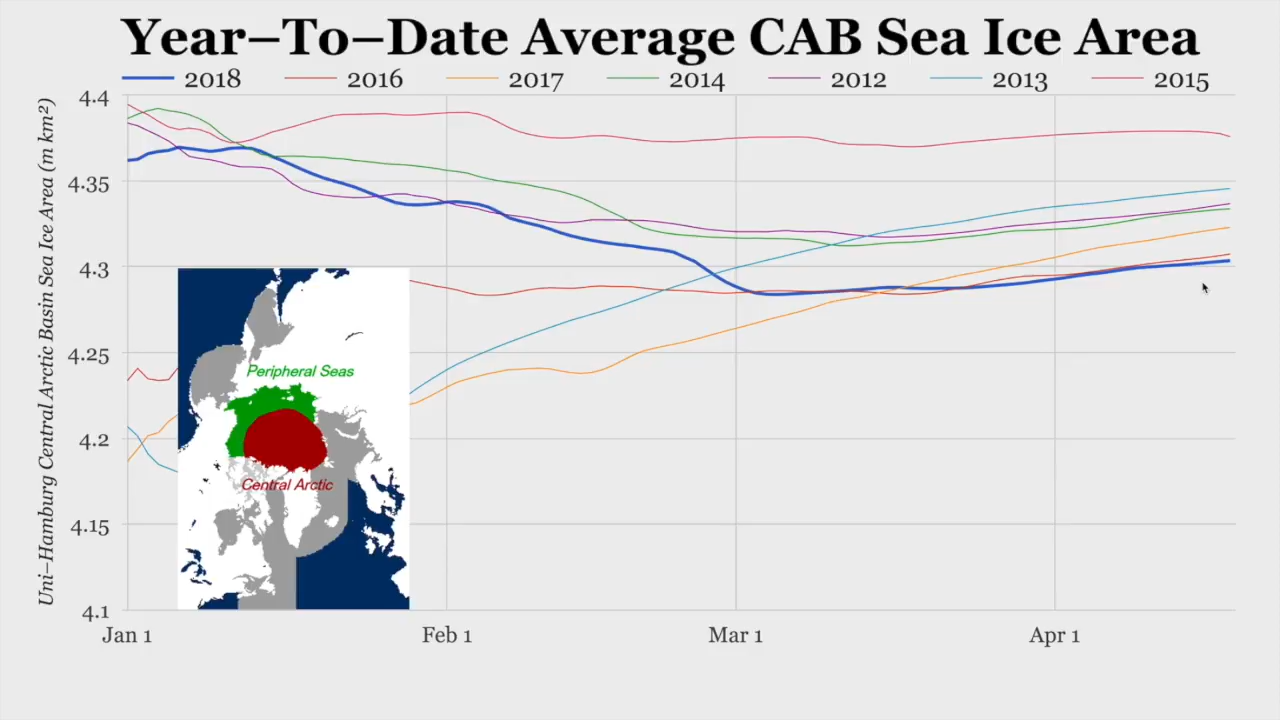 Year–To–Date Average CAB Sea Ice Area
2018 2016 2017 2014 2012 2013 2015
Uni–Hamburg Central Arctic Basin Sea Ice Area (m km²)
4.4
4.35
4.3
4.25
4.2
4.15
4.1
Peripheral Seas
Central Arctic
Jan 1 Feb 1 Mar 1 Apr 1